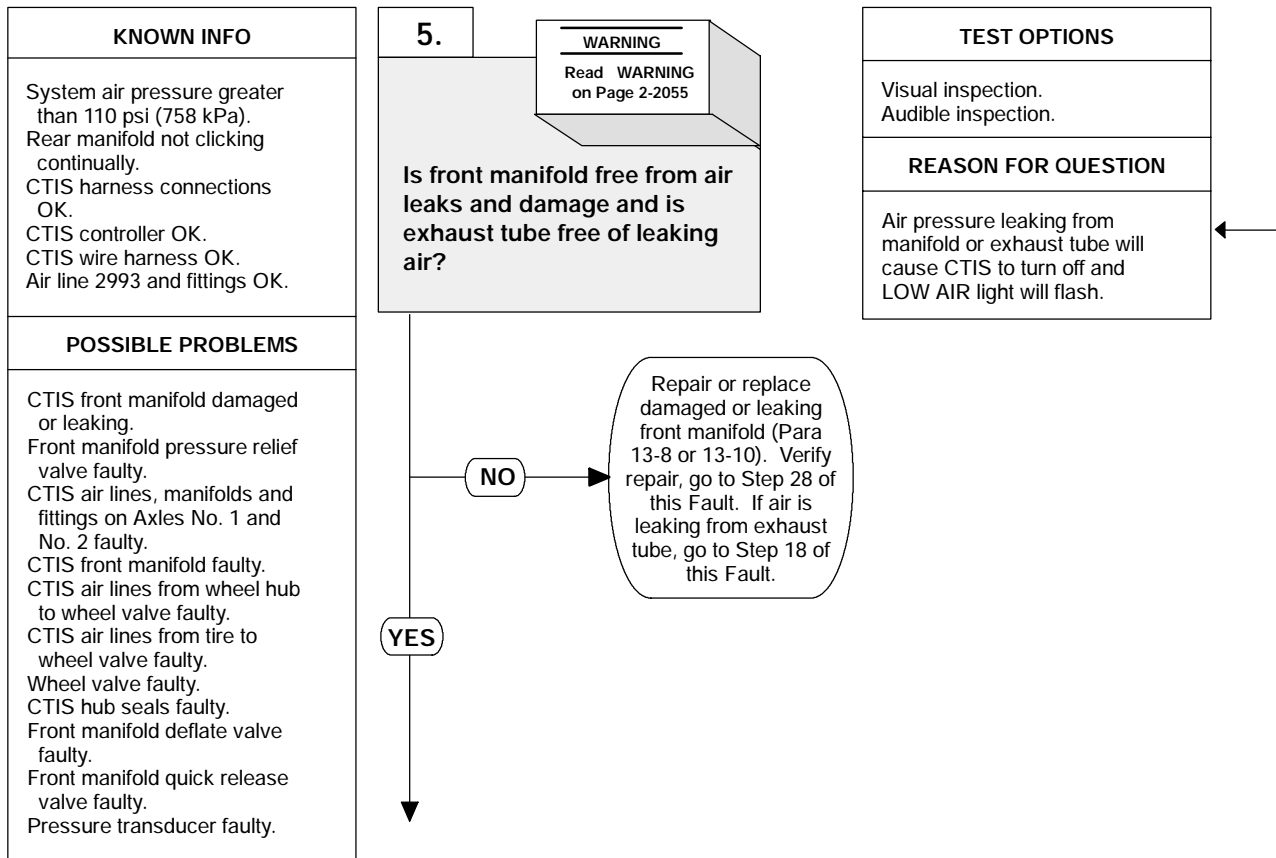 KNOWN INFO
System air pressure greater
than 110 psi (758 kPa).
Rear manifold not clicking
continually.
CTIS harness connections
OK.
CTIS controller OK.
CTIS wire harness OK.
Air line 2993 and fittings OK.
POSSIBLE PROBLEMS
CTIS front manifold damaged
or leaking.
Front manifold pressure relief
valve faulty.
CTIS air lines, manifolds and
fittings on Axles No. 1 and
No. 2 faulty.
CTIS front manifold faulty.
CTIS air lines from wheel hub
to wheel valve faulty.
CTIS air lines from tire to
wheel valve faulty.
Wheel valve faulty.
CTIS hub seals faulty.
Front manifold deflate valve
faulty.
Front manifold quick release
valve faulty.
Pressure transducer faulty.
5.
WARNING
Read WARNING
on Page 2-2055
Is front manifold free from air
leaks and damage and is
exhaust tube free of leaking
air?
NO
Repair or replace
damaged or leaking
front manifold (Para
13-8 or 13-10). Verify
repair, go to Step 28 of
this Fault. If air is
leaking from exhaust
tube, go to Step 18 of
this Fault.
YES
TEST OPTIONS
Visual inspection.
Audible inspection.
REASON FOR QUESTION
Air pressure leaking from
manifold or exhaust tube will
cause CTIS to turn off and
LOW AIR light will flash.